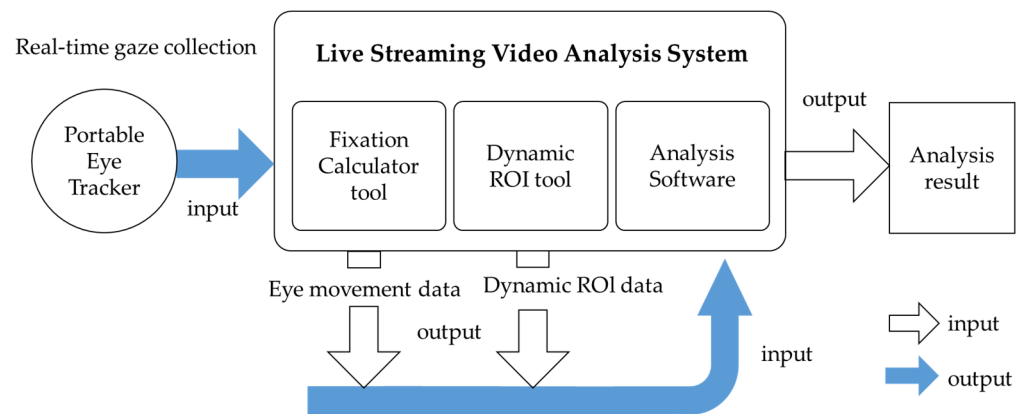 Real-time gaze collection
Live Streaming Video Analysis System
Portable
Eye
Tracker
input
Fixation
Calculator
tool
Dynamic
ROI tool
Analysis
Software
output
Analysis
result
Eye movement data
Dynamic ROI data
output
input
input
output